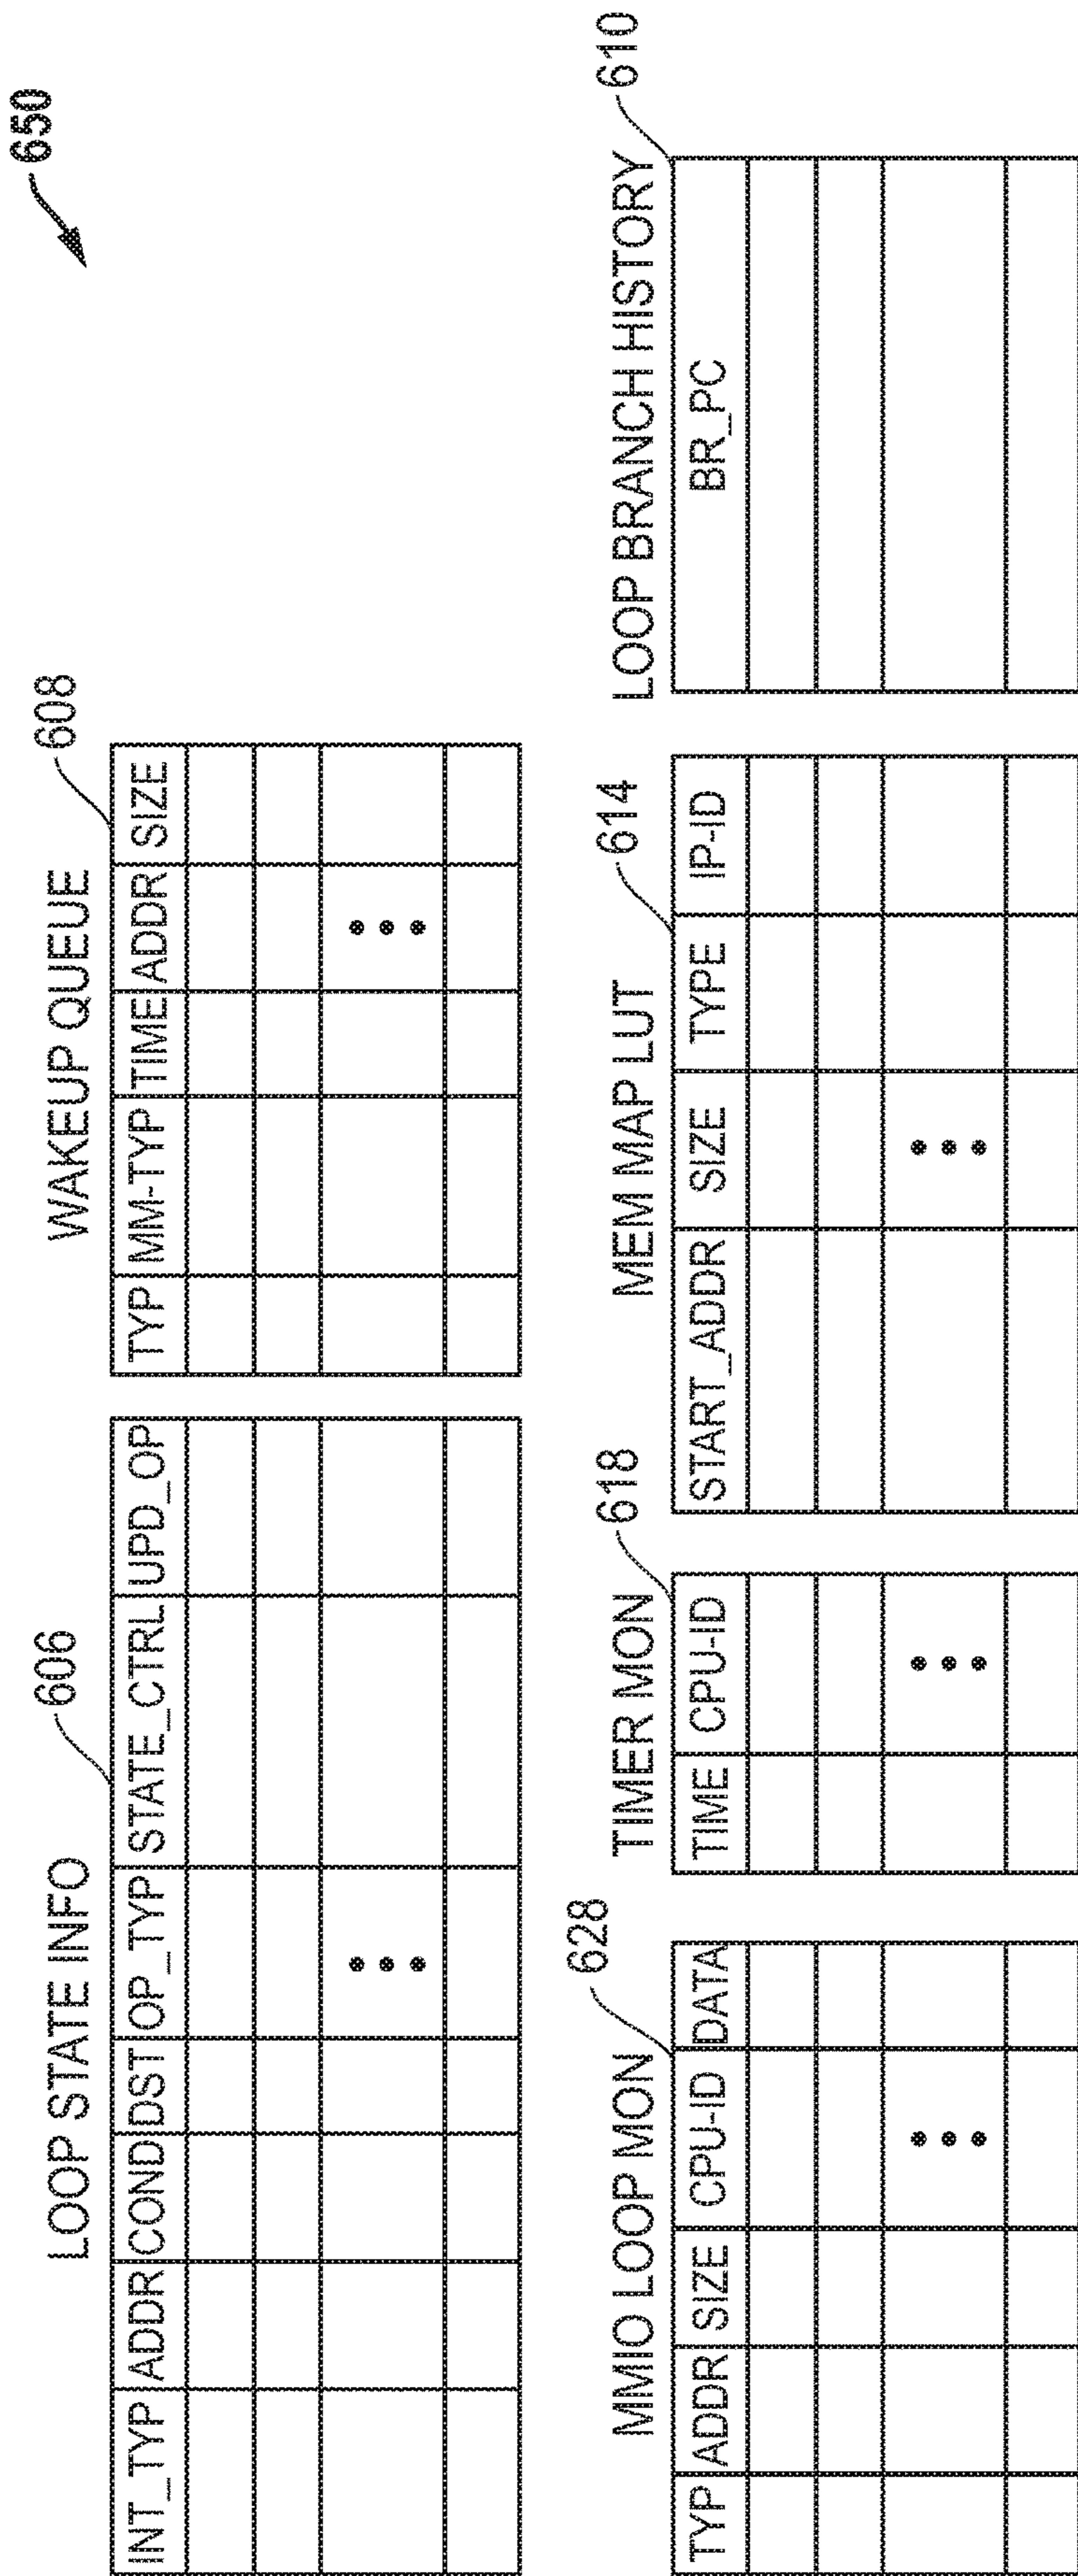 650
LOOP STATE INFO
606
INT_TYP ADDR COND DST OP_TYP STATE_CTRL UPD_OP
WAKEUP QUEUE
608
TYP MM-TYP TIME ADDR SIZE
MMIO LOOP MON
628
TYP ADDR SIZE CPU-ID DATA
TIMER MON
618
TIME CPU-ID
MEM MAP LUT
614
START_ADDR SIZE TYPE IP-ID
LOOP BRANCH HISTORY
610
BR_PC